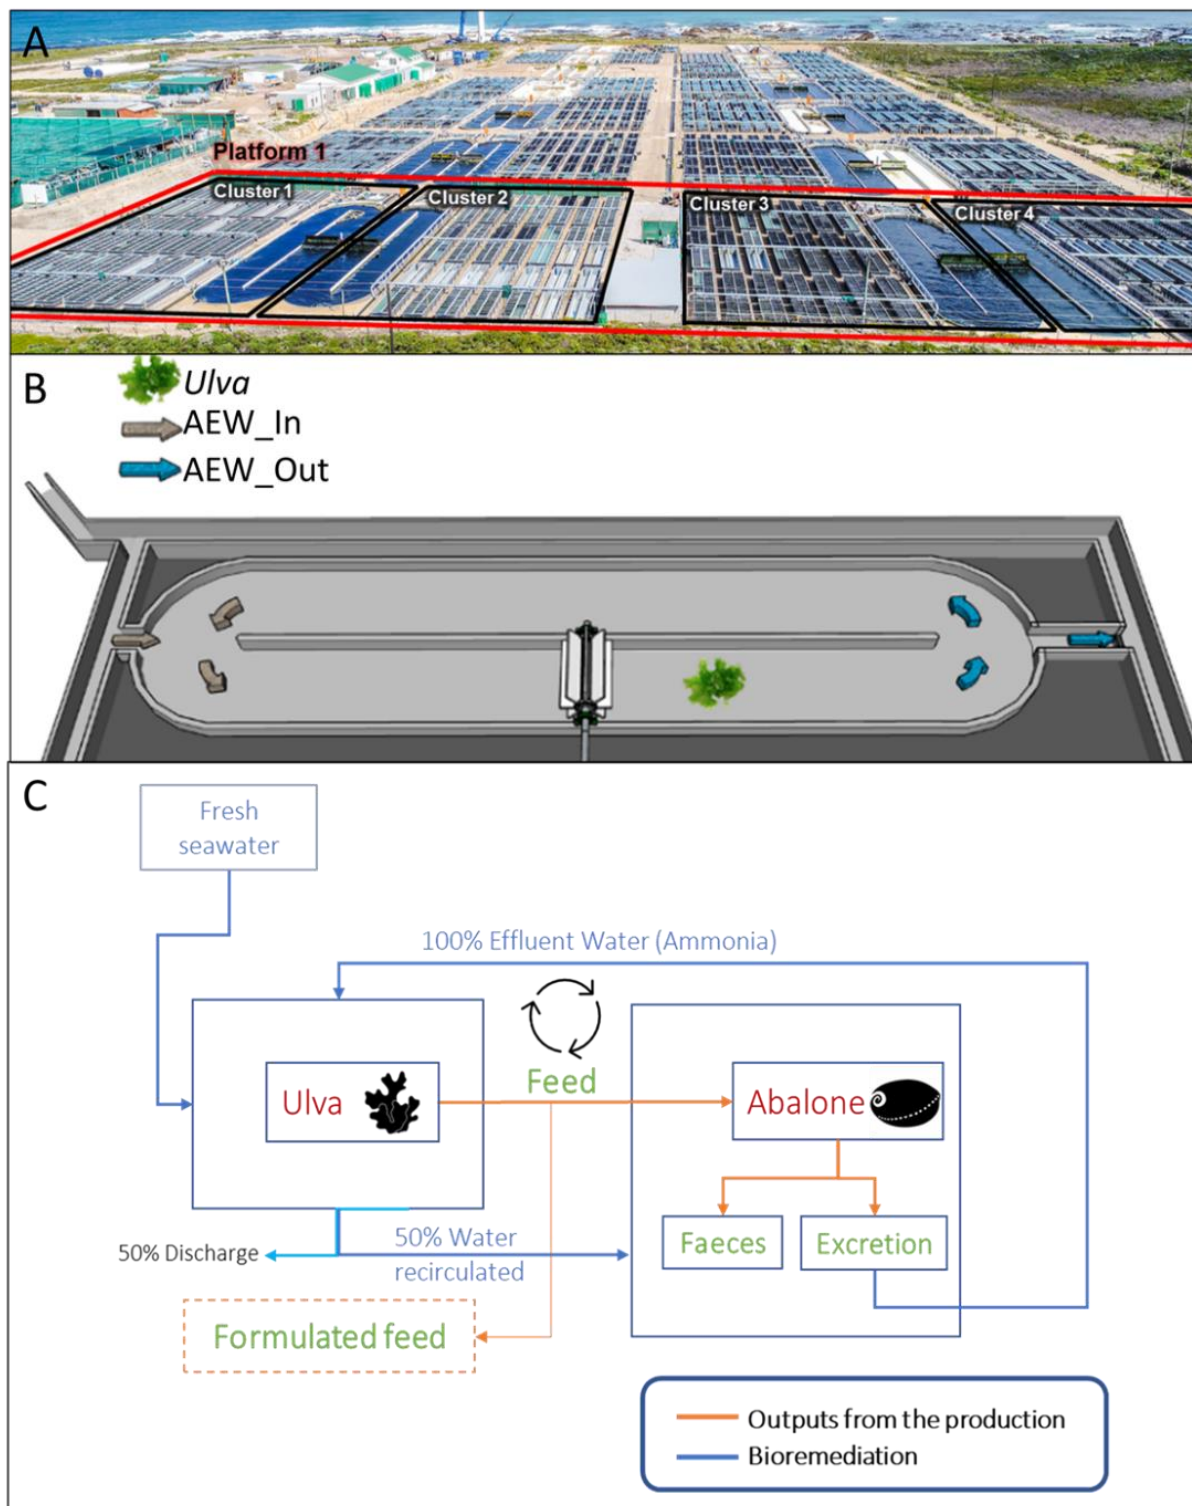 A
Platform 1
Cluster 1
Cluster 2
Cluster 3
Cluster 4
B
Ulva
AEW_In
AEW_Out
C
Fresh
seawater
100% Effluent Water (Ammonia)
Ulva
Feed
Abalone
Faeces
Excretion
50% Discharge
50% Water
recirculated
Formulated feed
Outputs from the production
Bioremediation